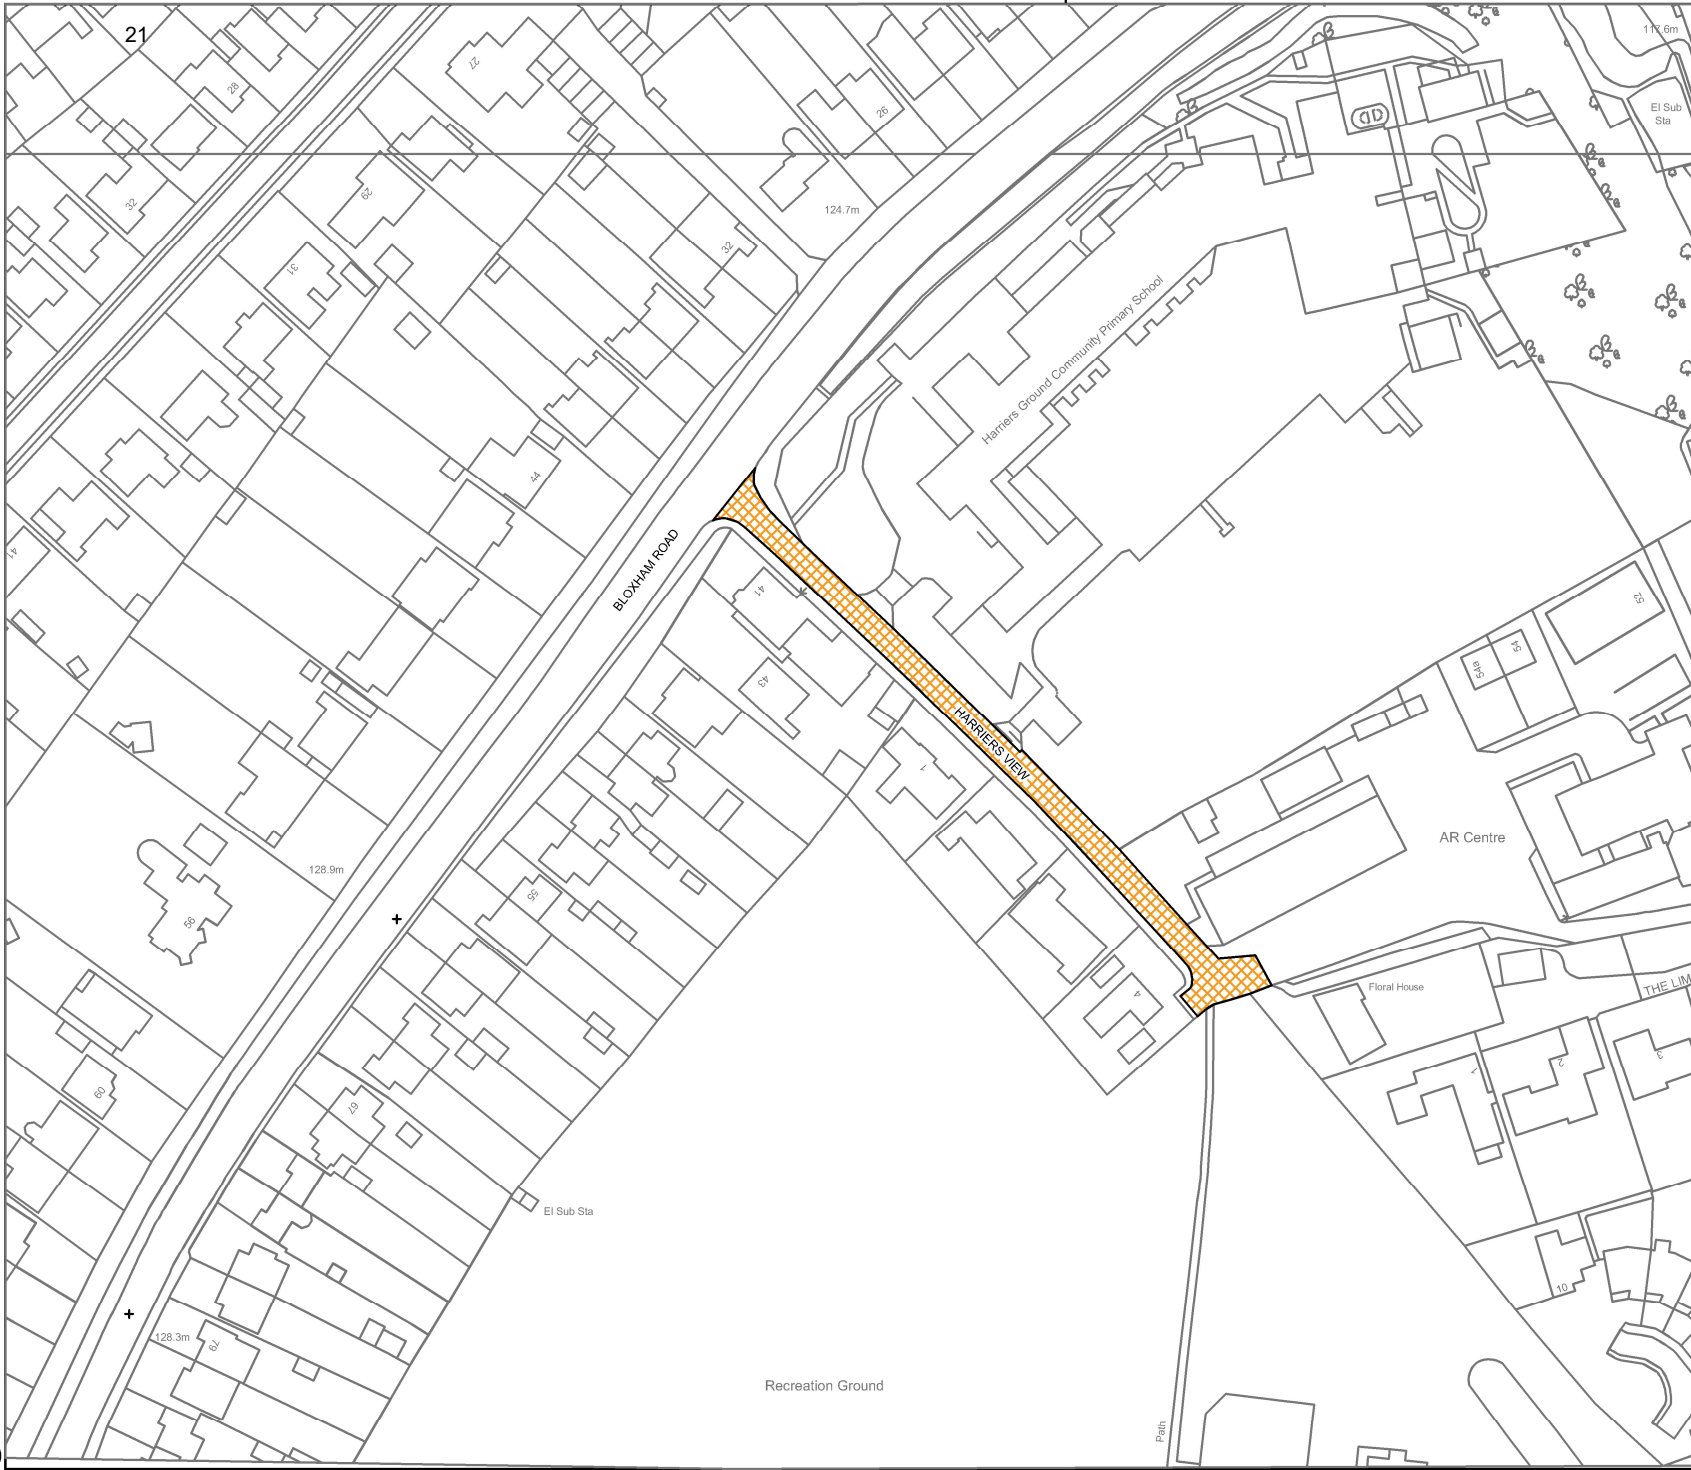 21
27
28
26
117.6m
El Sub
Sta
29
32
32
124.7m
31
Harriers Ground Community Primary School
44
41
BLOXHAM ROAD
41
43
52
54
54a
HARRIERS VIEW
1
AR Centre
128.9m
55
56
4
Floral House
THE LIM
1
2
3
60
67
El Sub Sta
10
128.3m
79
Recreation Ground
Path